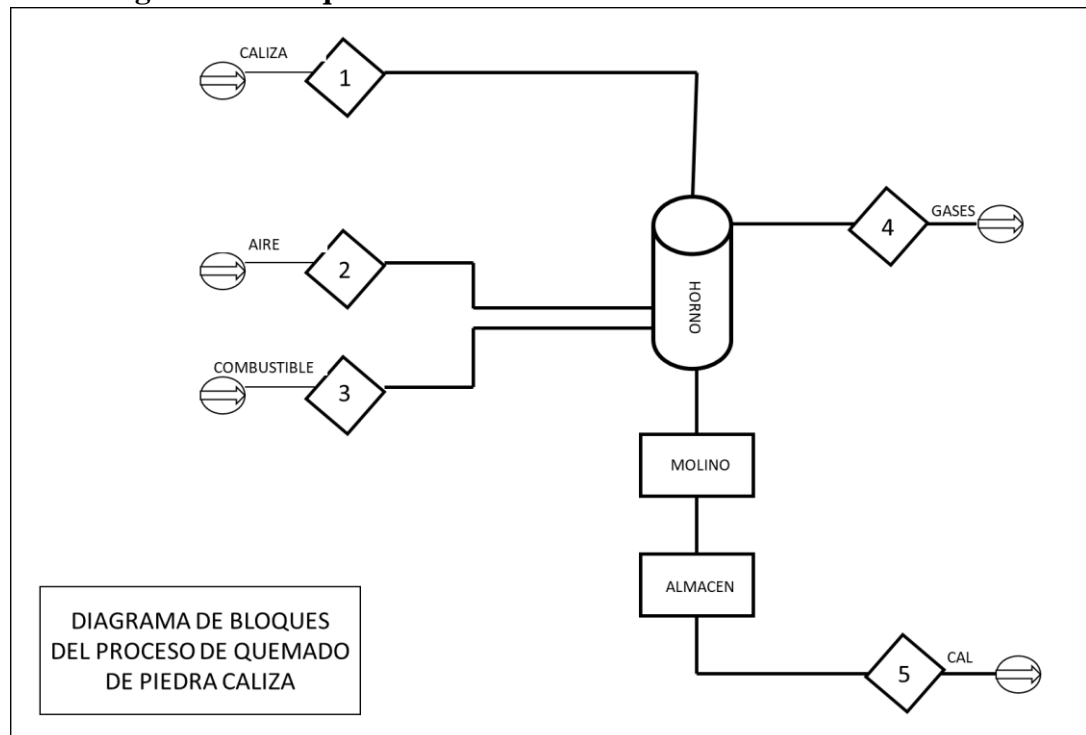 CALIZA
1
AIRE
2
COMBUSTIBLE
3
HORNO
4
GASES
MOLINO
ALMACEN
5
CAL
DIAGRAMA DE BLOQUES
DEL PROCESO DE QUEMADO
DE PIEDRA CALIZA